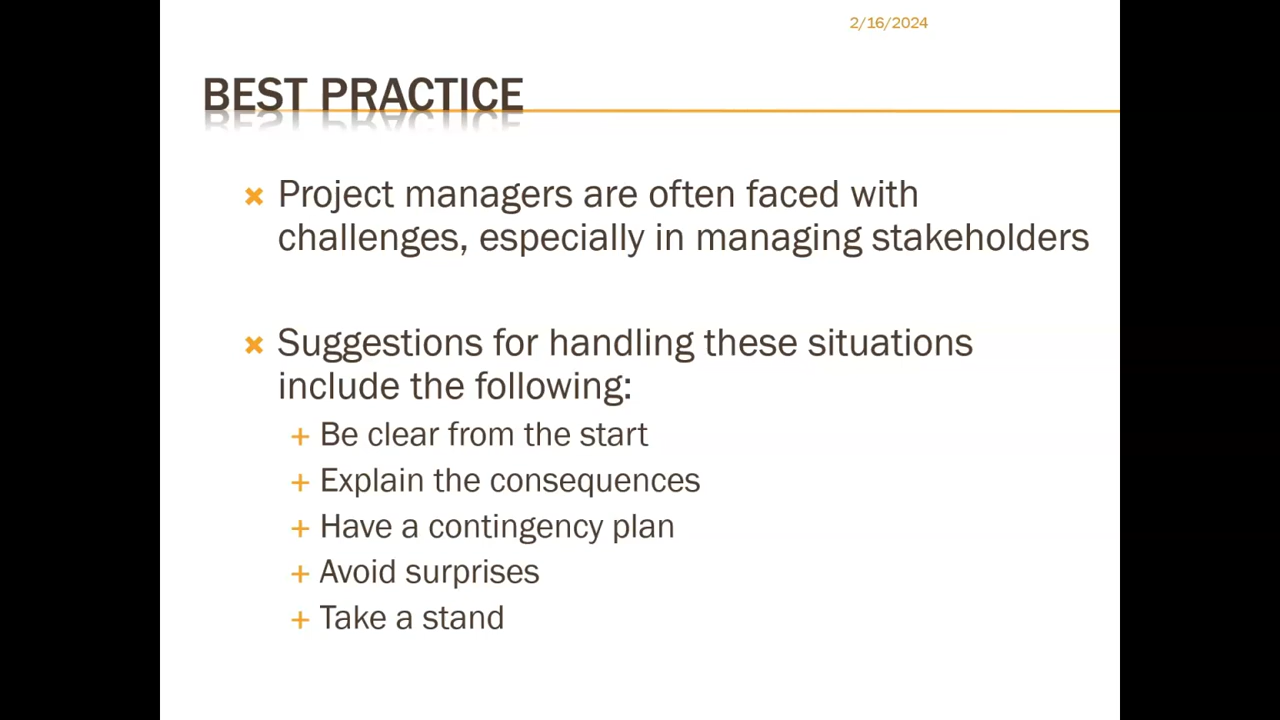 2/16/2024
BEST PRACTICE
Project managers are often faced with
challenges, especially in managing stakeholders
Suggestions for handling these situations
include the following:
Be clear from the start
Explain the consequences
Have a contingency plan
Avoid surprises
Take a stand